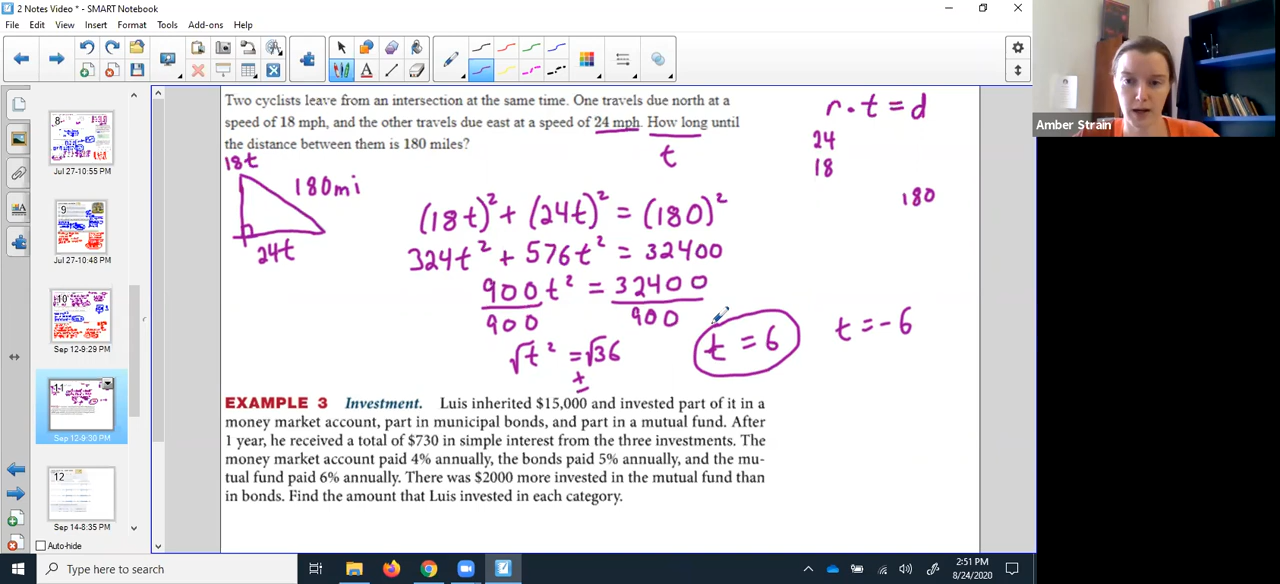 2 Notes Video * - SMART Notebook
File Edit View Insert Format Tools Add-ons Help
Two cyclists leave from an intersection at the same time. One travels due north at a
speed of 18 mph, and the other travels due east at a speed of 24 mph. How long until
the distance between them is 180 miles?
t
r · t = d
24
18
180
18t
180mi
24t
(18t)² + (24t)² = (180)²
324t² + 576t² = 32400
900t² = 32400
900 900
√t² = √36
±
t = 6
t = -6
EXAMPLE 3 Investment. Luis inherited $15,000 and invested part of it in a
money market account, part in municipal bonds, and part in a mutual fund. After
1 year, he received a total of $730 in simple interest from the three investments. The
money market account paid 4% annually, the bonds paid 5% annually, and the mu-
tual fund paid 6% annually. There was $2000 more invested in the mutual fund than
in bonds. Find the amount that Luis invested in each category.
Amber Strain
8
Jul 27-10:55 PM
9
Jul 27-10:48 PM
10
Sep 12-9:29 PM
11
Sep 12-9:30 PM
12
Sep 14-8:35 PM
Auto-hide
Type here to search
2:51 PM
8/24/2020